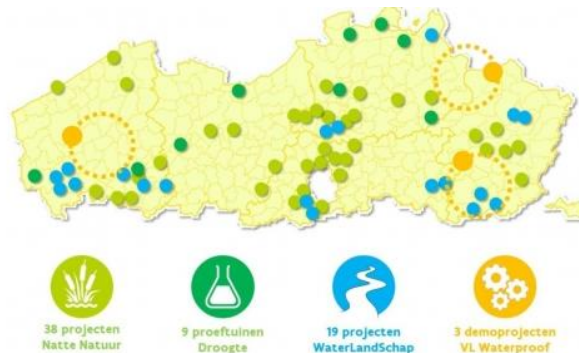 38 projecten
Natte Natuur
9 proeftuinen
Droogte
19 projecten
WaterLandSchap
3 demoprojecten
VL Waterproof